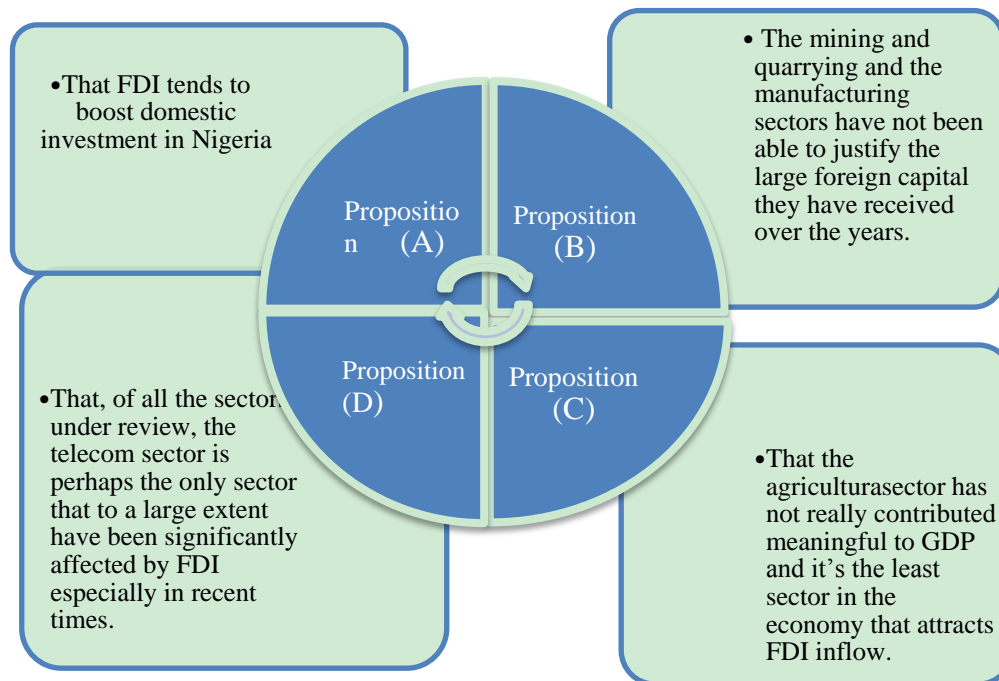 •That FDI tends to
boost domestic
investment in Nigeria
• The mining and
quarrying and the
manufacturing
sectors have not been
able to justify the
large foreign capital
they have received
over the years.
Propositio
n (A)
Proposition
(B)
Proposition
(D)
Proposition
(C)
•That, of all the sector
under review, the
telecom sector is
perhaps the only sector
that to a large extent
have been significantly
affected by FDI
especially in recent
times.
•That the
agriculturasector has
not really contributed
meaningful to GDP
and it’s the least
sector in the
economy that attracts
FDI inflow.